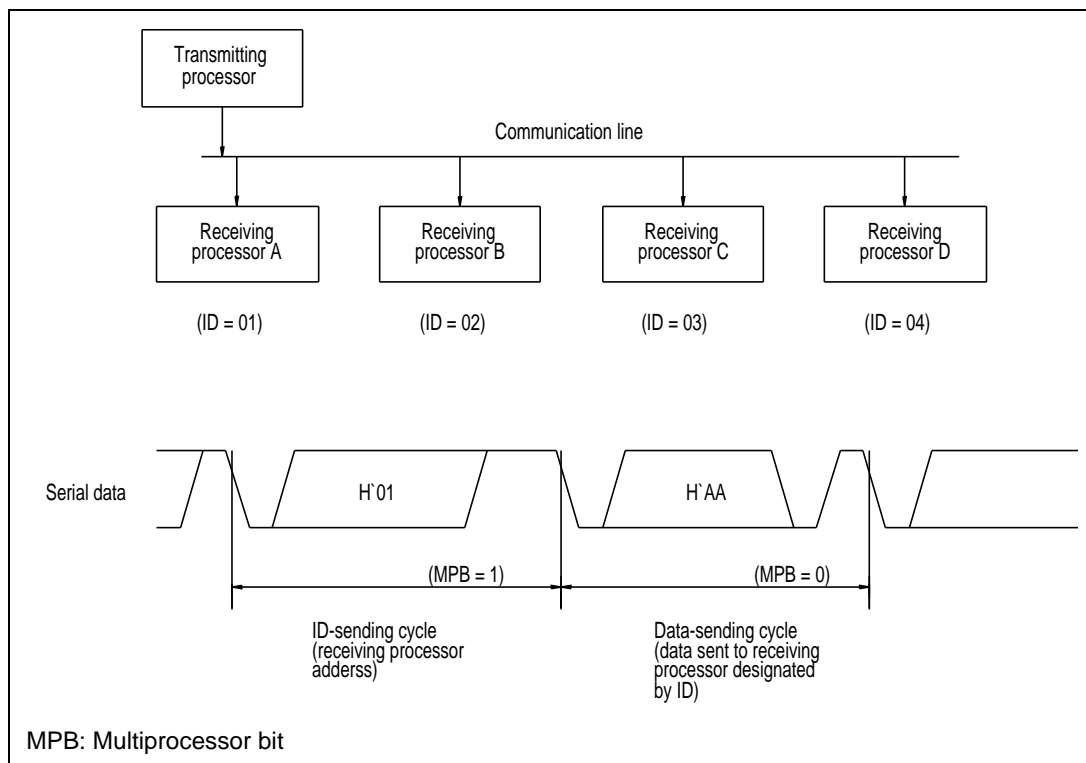 Transmitting
processor
Communication line
Receiving
processor A
Receiving
processor B
Receiving
processor C
Receiving
processor D
(ID = 01)
(ID = 02)
(ID = 03)
(ID = 04)
Serial data
H`01
H`AA
(MPB = 1)
(MPB = 0)
ID-sending cycle
(receiving processor
adderss)
Data-sending cycle
(data sent to receiving
processor designated
by ID)
MPB: Multiprocessor bit